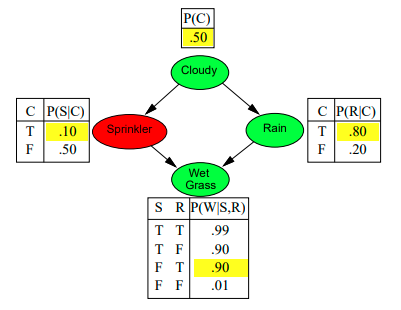 P(C)
.50
Cloudy
C P(S|C)
T .10
F .50
Sprinkler
Rain
C P(R|C)
T .80
F .20
Wet
Grass
S R P(W|S,R)
T T .99
T F .90
F T .90
F F .01